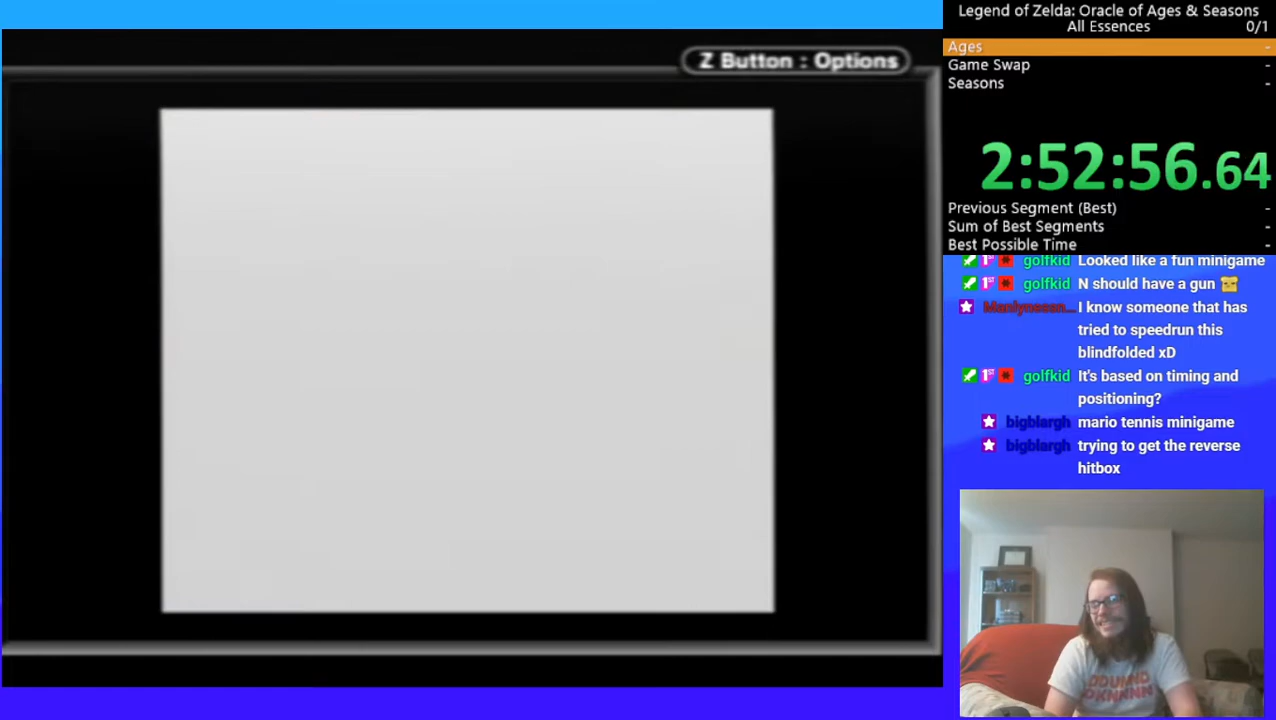 Z Button : Options
Legend of Zelda: Oracle of Ages & Seasons
All Essences 0/1
Ages -
Game Swap -
Seasons -
2:52:56.64
Previous Segment (Best) -
Sum of Best Segments -
Best Possible Time -
golfkid Looked like a fun minigame
golfkid N should have a gun
Manlynessn... I know someone that has
tried to speedrun this
blindfolded xD
golfkid It's based on timing and
positioning?
bigblargh mario tennis minigame
bigblargh trying to get the reverse
hitbox